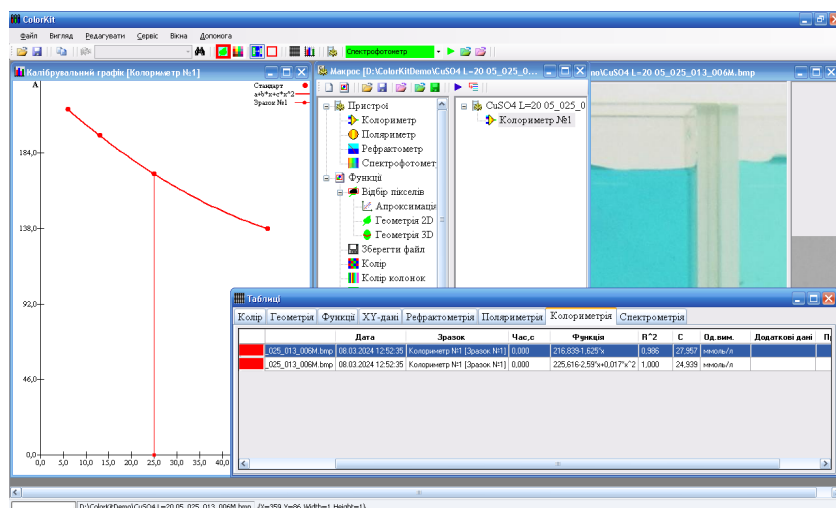 ColorKit
Файл Вигляд Редагувати Сервіс Вікна Допомога
Спектрофотометр
Калібрувальний графік [Колориметр №1]
A
Стандарт
a+b*x+c*x^2
Зразок №1
184,0
138,0
92,0
46,0
0,0
0,0 5,0 10,0 15,0 20,0 25,0 30,0 35,0 40,0
Макрос [D:\ColorKitDemo\CuSO4 L=20 05_025_0...
Пристрої
Колориметр
Поляриметр
Рефрактометр
Спектрофотомет
Функції
Відбір пікселів
Апроксимація
Геометрія 2D
Геометрія 3D
Зберегти файл
Колір
Колір колонок
CuSO4 L=20 05_025_0
Колориметр №1
no\CuSO4 L=20 05_025_013_006M.bmp
Таблиці
Колір Геометрія Функції XY-дані Рефрактометрія Поляриметрія Колориметрія Спектрометрія
Дата Зразок Час,с Функція R^2 C Од.вим. Додаткові дані
_025_013_006M.bmp 08.03.2024 12:52:35 Колориметр №1 [Зразок №1] 0,000 216,839-1,625*x 0,986 27,957 ммоль/л
_025_013_006M.bmp 08.03.2024 12:52:35 Колориметр №1 [Зразок №1] 0,000 225,616-2,59*x+0,017*x^2 1,000 24,939 ммоль/л
D:\ColorKitDemo\CuSO4 L=20 05_025_013_006M.bmp {X=359,Y=86,Width=1,Height=1}